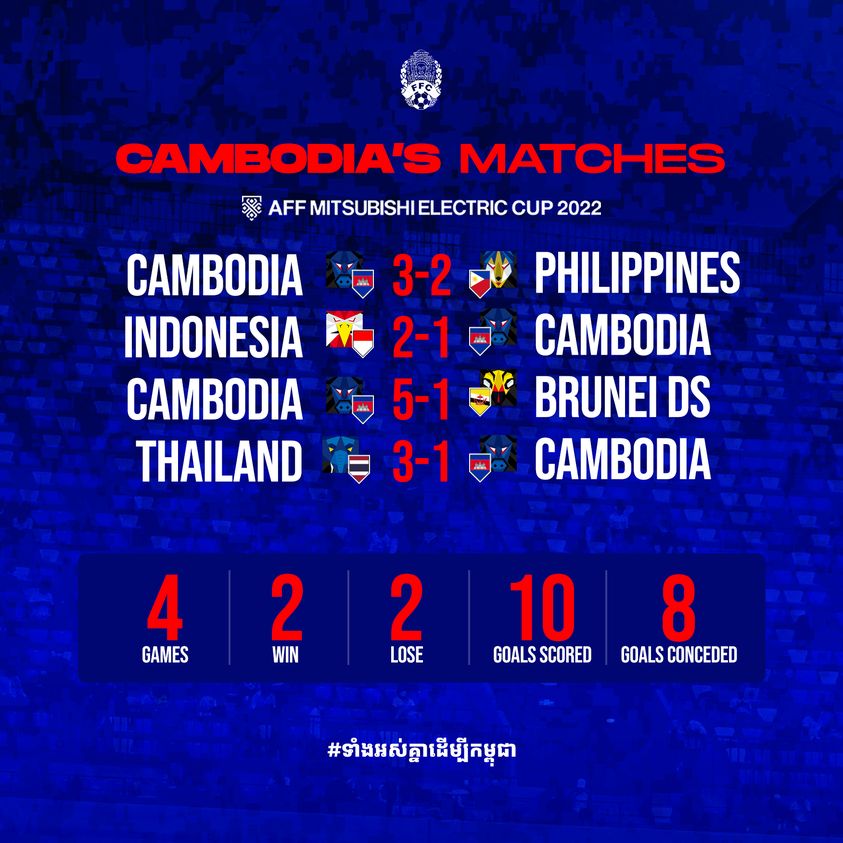 FFC
CAMBODIA'S MATCHES
AFF MITSUBISHI ELECTRIC CUP 2022
CAMBODIA 3-2 PHILIPPINES
INDONESIA 2-1 CAMBODIA
CAMBODIA 5-1 BRUNEI DS
THAILAND 3-1 CAMBODIA
4 2 2 10 8
GAMES WIN LOSE GOALS SCORED GOALS CONCEDED
#ទាំងអស់គ្នាដើម្បីកម្ពុជា